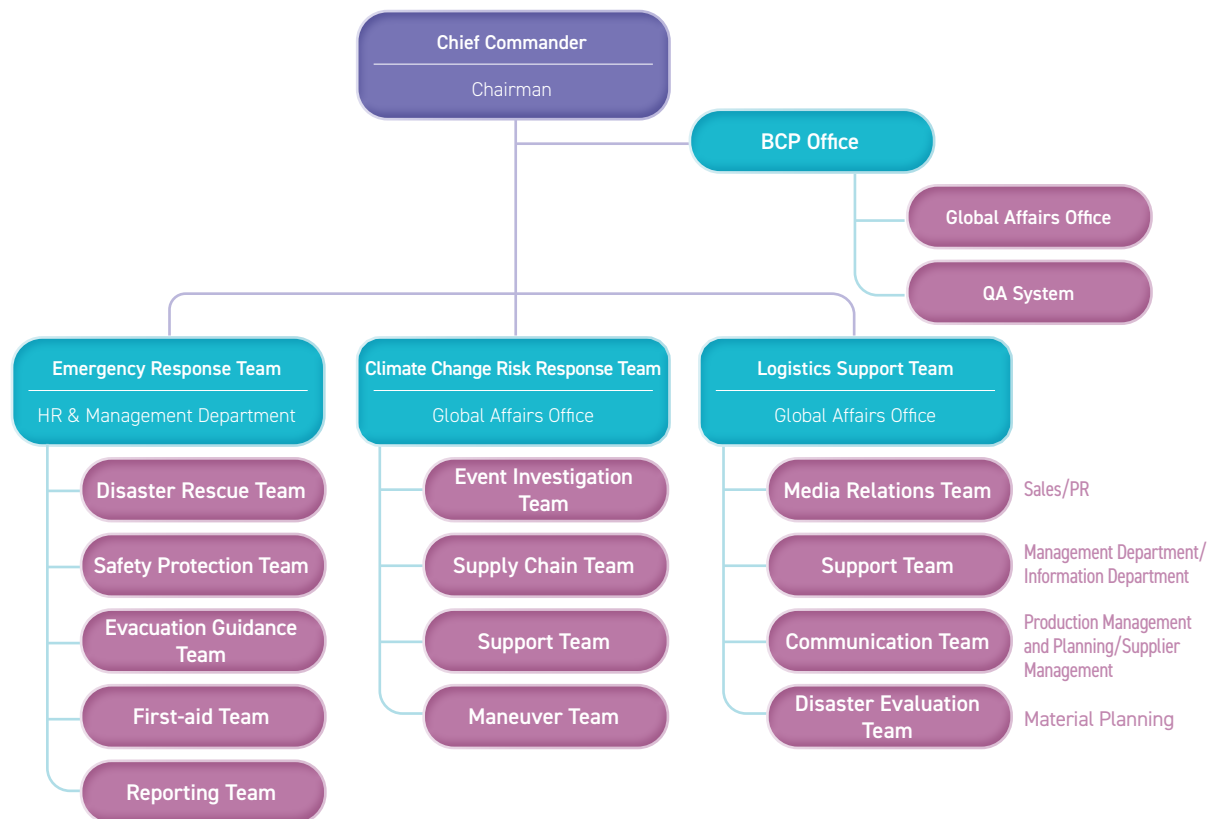 Chief Commander
Chairman
BCP Office
Global Affairs Office
QA System
Emergency Response Team
HR & Management Department
Disaster Rescue Team
Safety Protection Team
Evacuation Guidance
Team
First-aid Team
Reporting Team
Climate Change Risk Response Team
Global Affairs Office
Event Investigation
Team
Supply Chain Team
Support Team
Maneuver Team
Logistics Support Team
Global Affairs Office
Media Relations Team
Sales/PR
Support Team
Management Department/
Information Department
Communication Team
Production Management
and Planning/Supplier
Management
Disaster Evaluation
Team
Material Planning